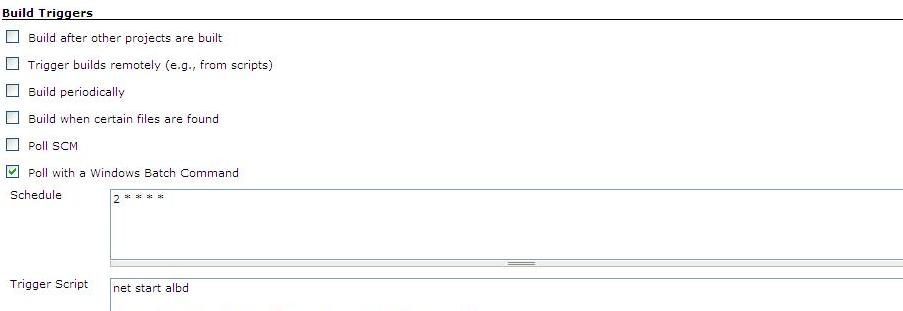 Build Triggers
Build after other projects are built
Trigger builds remotely (e.g., from scripts)
Build periodically
Build when certain files are found
Poll SCM
Poll with a Windows Batch Command
Schedule
2 * * * *
Trigger Script
net start albd